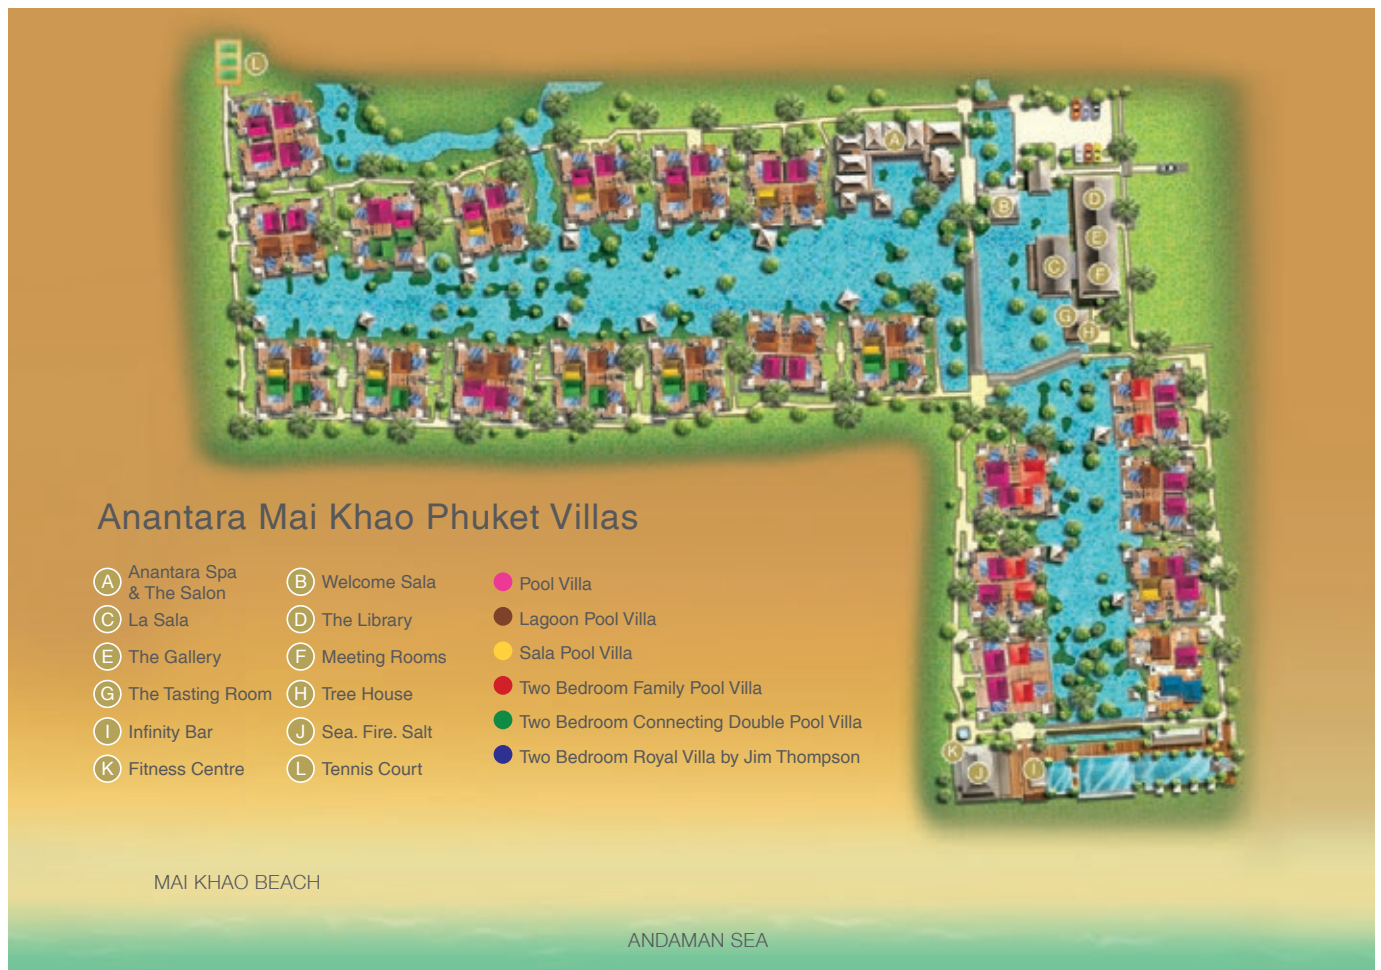 L
A
B
D
E
C
F
G
H
Anantara Mai Khao Phuket Villas
A Anantara Spa
& The Salon
B Welcome Sala
C La Sala
D The Library
E The Gallery
F Meeting Rooms
G The Tasting Room
H Tree House
I Infinity Bar
J Sea. Fire. Salt
K Fitness Centre
L Tennis Court
Pool Villa
Lagoon Pool Villa
Sala Pool Villa
Two Bedroom Family Pool Villa
Two Bedroom Connecting Double Pool Villa
Two Bedroom Royal Villa by Jim Thompson
K
J
I
MAI KHAO BEACH
ANDAMAN SEA